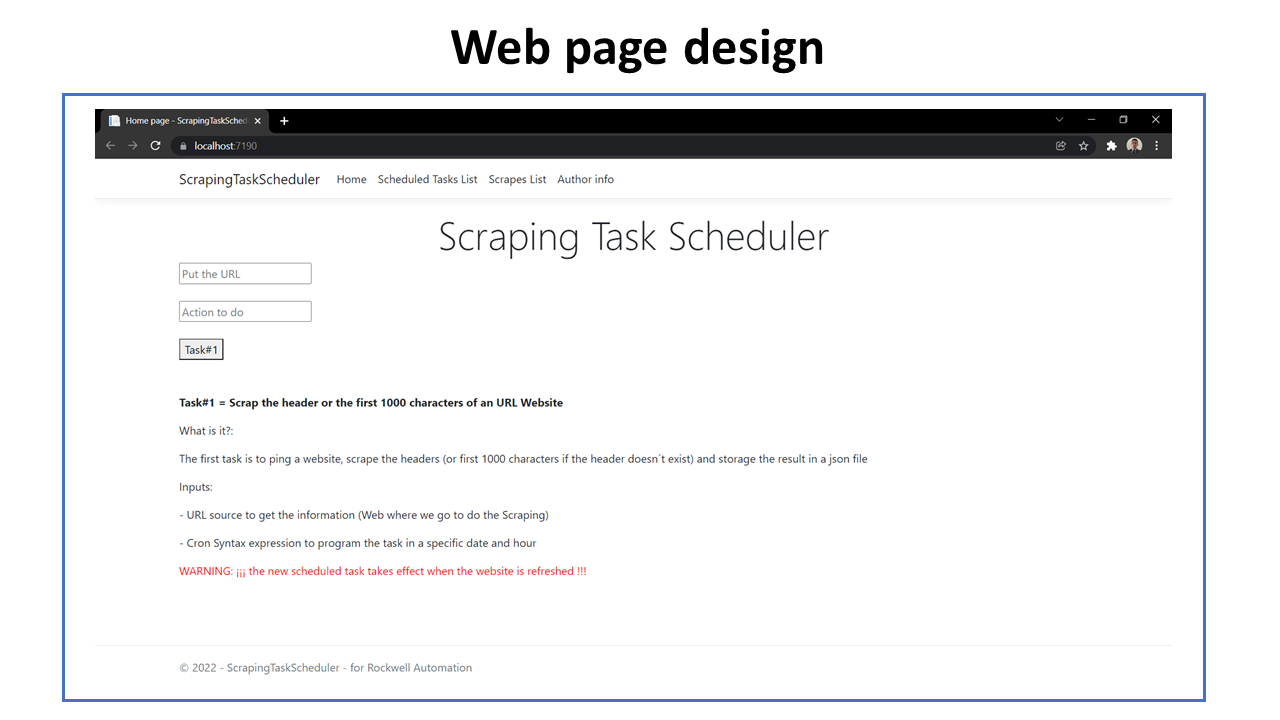 Web page design
Home page - ScrapingTaskSched
localhost:7190
ScrapingTaskScheduler Home Scheduled Tasks List Scrapes List Author info
Scraping Task Scheduler
Put the URL
Action to do
Task#1
Task#1 = Scrap the header or the first 1000 characters of an URL Website
What is it?:
The first task is to ping a website, scrape the headers (or first 1000 characters if the header doesn´t exist) and storage the result in a json file
Inputs:
- URL source to get the information (Web where we go to do the Scraping)
- Cron Syntax expression to program the task in a specific date and hour
WARNING: ¡¡¡ the new scheduled task takes effect when the website is refreshed !!!
© 2022 - ScrapingTaskScheduler - for Rockwell Automation